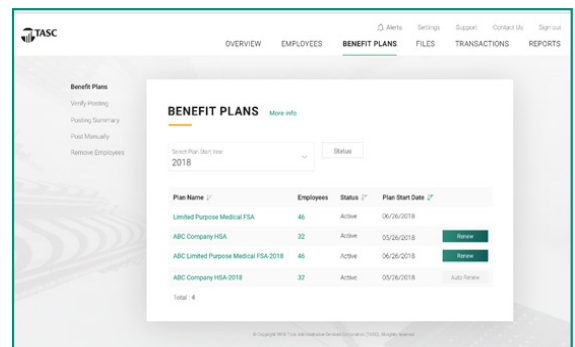 TASC
Alerts Settings Support Contact Us Sign out
OVERVIEW EMPLOYEES BENEFIT PLANS FILES TRANSACTIONS REPORTS
Benefit Plans
Verify Posting
Posting Summary
Post Manually
Remove Employees
BENEFIT PLANS More info
Select Plan Start Year
2018
Status
Plan Name Employees Status Plan Start Date
Limited Purpose Medical FSA 46 Active 06/26/2018
ABC Company HSA 32 Active 05/26/2018 Renew
ABC Limited Purpose Medical FSA-2018 46 Active 06/26/2018 Renew
ABC Company HSA-2018 32 Active 05/26/2018 Auto Renew
Total : 4